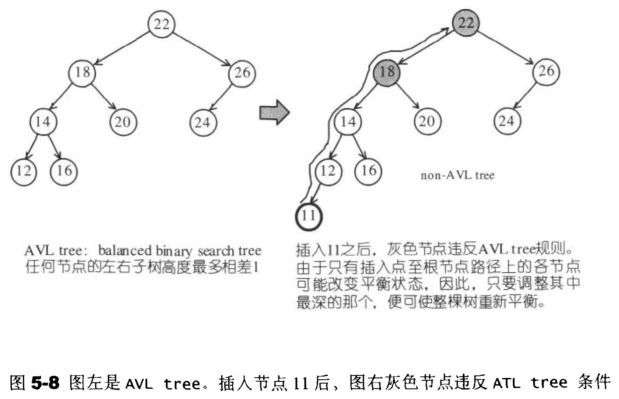 22
18
26
14
20
24
12
16
22
18
26
14
20
24
12
16
11
non-AVL tree
AVL tree: balanced binary search tree
任何节点的左右子树高度最多相差1
插入11之后，灰色节点违反AVL tree规则。
由于只有插入点至根节点路径上的各节点
可能改变平衡状态，因此，只要调整其中
最深的那个，便可使整棵树重新平衡。
图 5-8 图左是 AVL tree。插入节点 11 后，图右灰色节点违反 ATL tree 条件